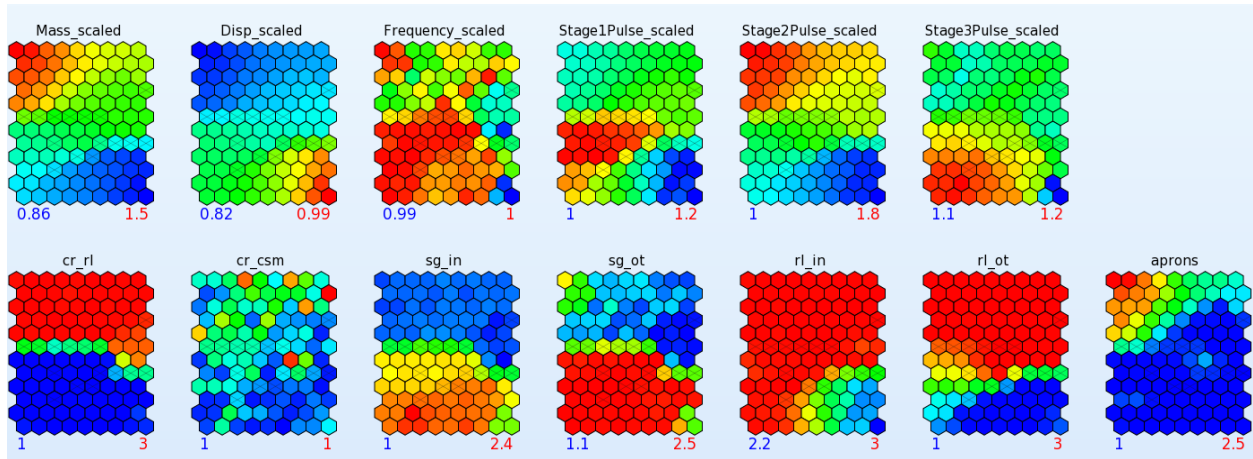 Mass_scaled Disp_scaled Frequency_scaled Stage1Pulse_scaled Stage2Pulse_scaled Stage3Pulse_scaled
0.86 1.5 0.82 0.99 0.99 1 1 1.2 1 1.8 1.1 1.2
cr_rl cr_csm sg_in sg_ot rl_in rl_ot aprons
1 3 1 1 1 2.4 1.1 2.5 2.2 3 1 3 1 2.5